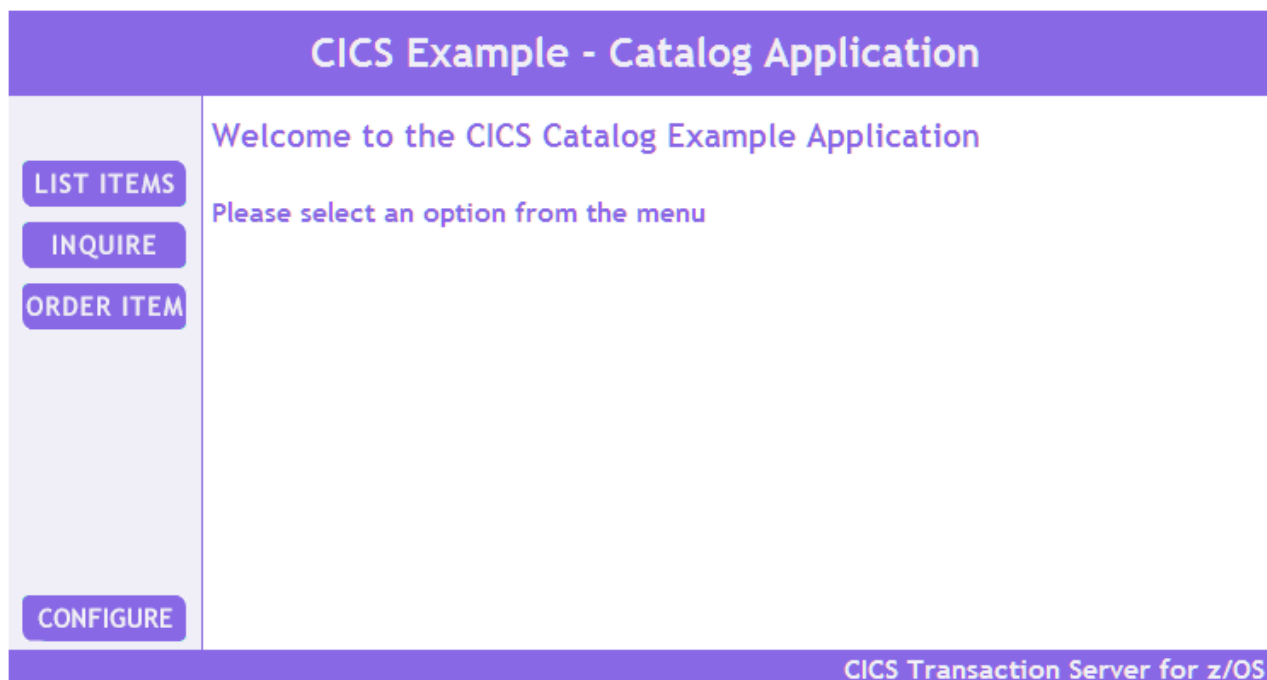 CICS Example - Catalog Application
Welcome to the CICS Catalog Example Application
LIST ITEMS
Please select an option from the menu
INQUIRE
ORDER ITEM
CONFIGURE
CICS Transaction Server for z/OS